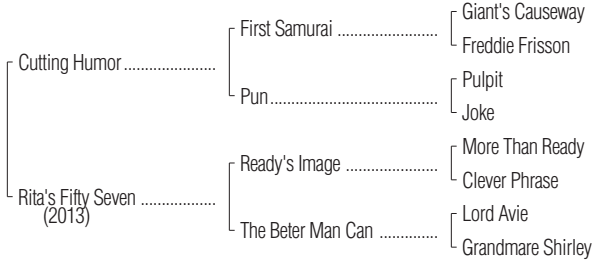 Giant's Causeway
First Samurai ........................
Freddie Frisson
Cutting Humor ......................
Pulpit
Pun........................................
Joke
More Than Ready
Ready's Image ......................
Clever Phrase
Rita's Fifty Seven ..................
(2013)
Lord Avie
The Beter Man Can ..............
Grandmare Shirley